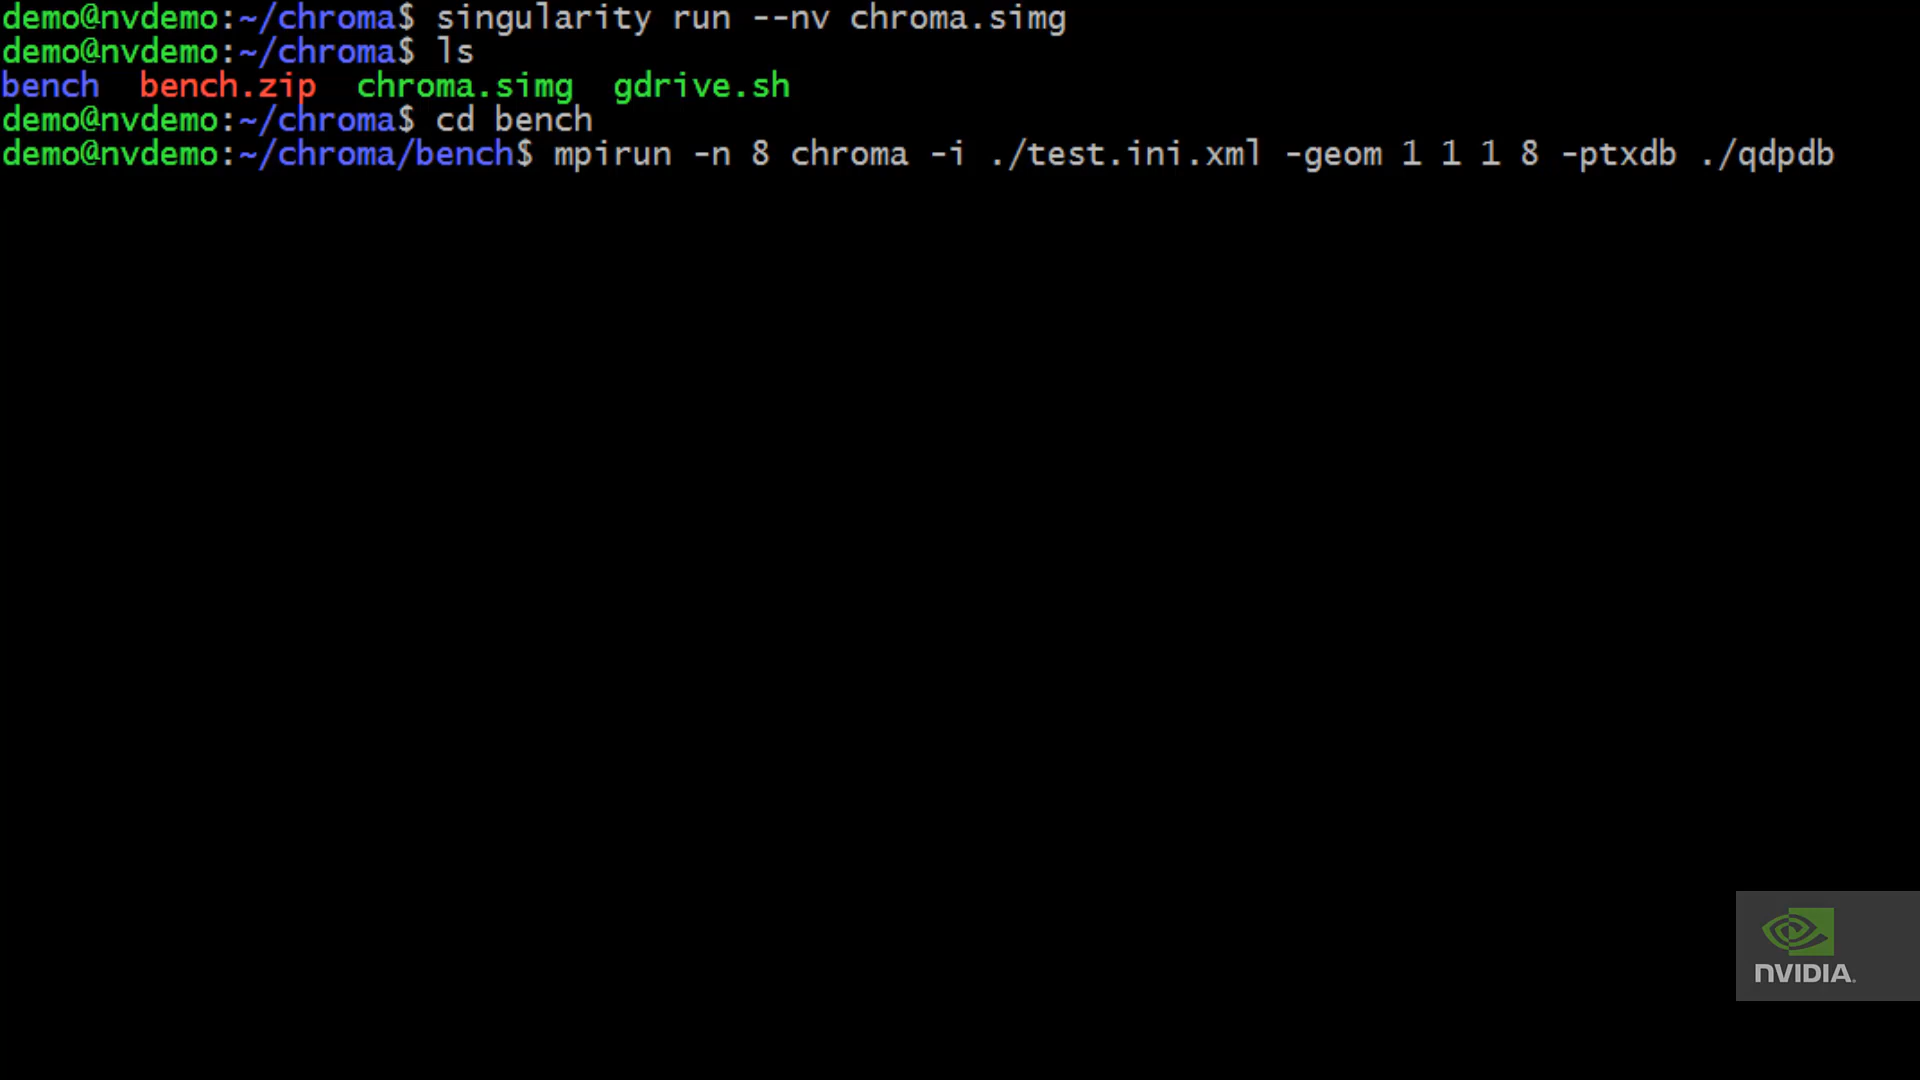 demo@nvdemo:~/chroma$ singularity run --nv chroma.simg
demo@nvdemo:~/chroma$ ls
bench  bench.zip  chroma.simg  gdrive.sh
demo@nvdemo:~/chroma$ cd bench
demo@nvdemo:~/chroma/bench$ mpirun -n 8 chroma -i ./test.ini.xml -geom 1 1 1 8 -ptxdb ./qdpdb
NVIDIA.